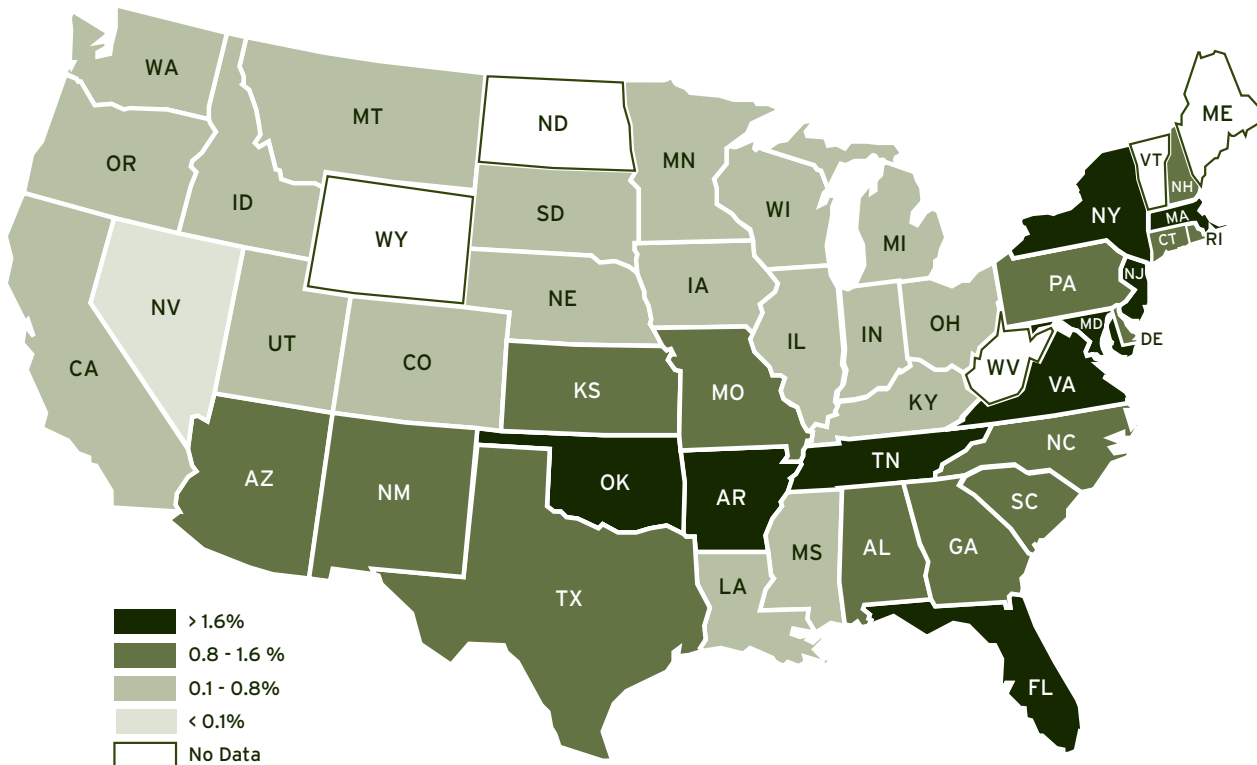 WA
MT
ND
ME
OR
MN
VT
ID
SD
WI
NH
WY
NY
MA
MI
CT
RI
NV
NE
IA
PA
NJ
UT
CO
IL
IN
OH
MD
DE
CA
WV
KS
MO
VA
KY
NC
AZ
NM
OK
AR
TN
SC
MS
AL
GA
TX
LA
FL
> 1.6%
0.8 - 1.6 %
0.1 - 0.8%
< 0.1%
No Data